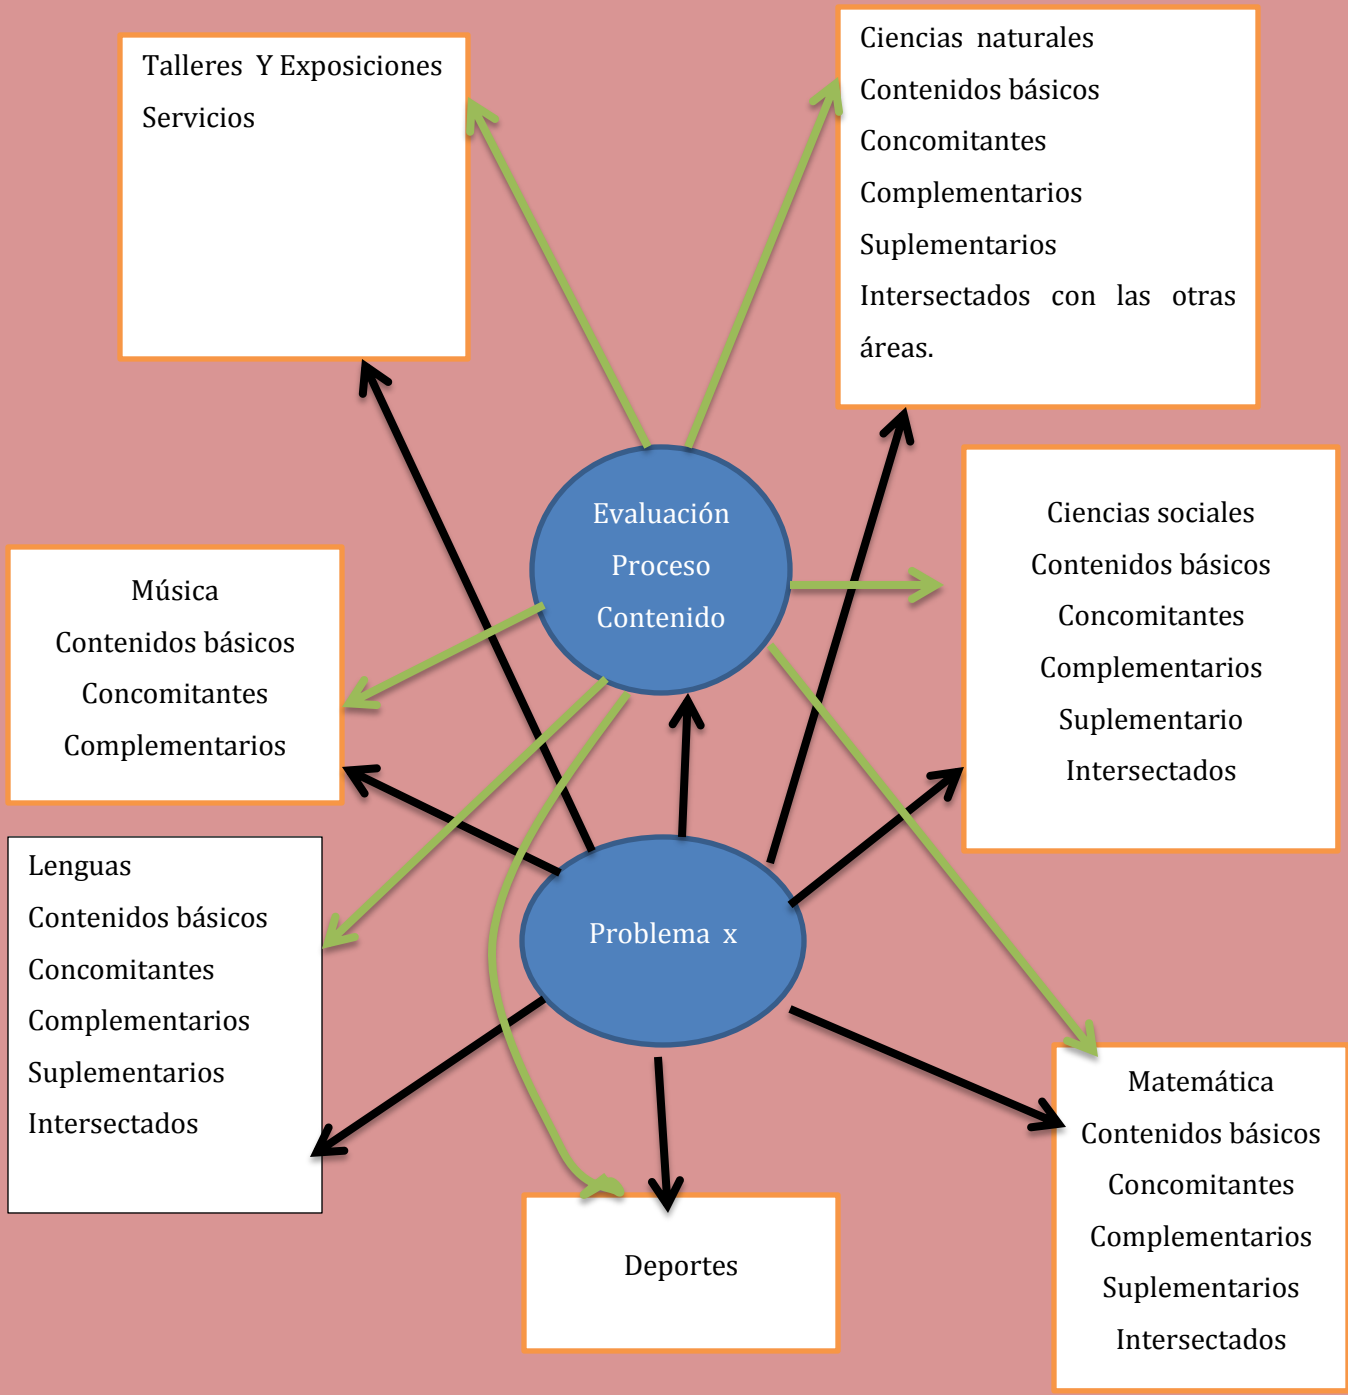 Talleres Y Exposiciones
Servicios
Ciencias naturales
Contenidos básicos
Concomitantes
Complementarios
Suplementarios
Intersectados con las otras
áreas.
Evaluación
Proceso
Contenido
Ciencias sociales
Contenidos básicos
Concomitantes
Complementarios
Suplementario
Intersectados
Música
Contenidos básicos
Concomitantes
Complementarios
Lenguas
Contenidos básicos
Concomitantes
Complementarios
Suplementarios
Intersectados
Problema x
Matemática
Contenidos básicos
Concomitantes
Complementarios
Suplementarios
Intersectados
Deportes